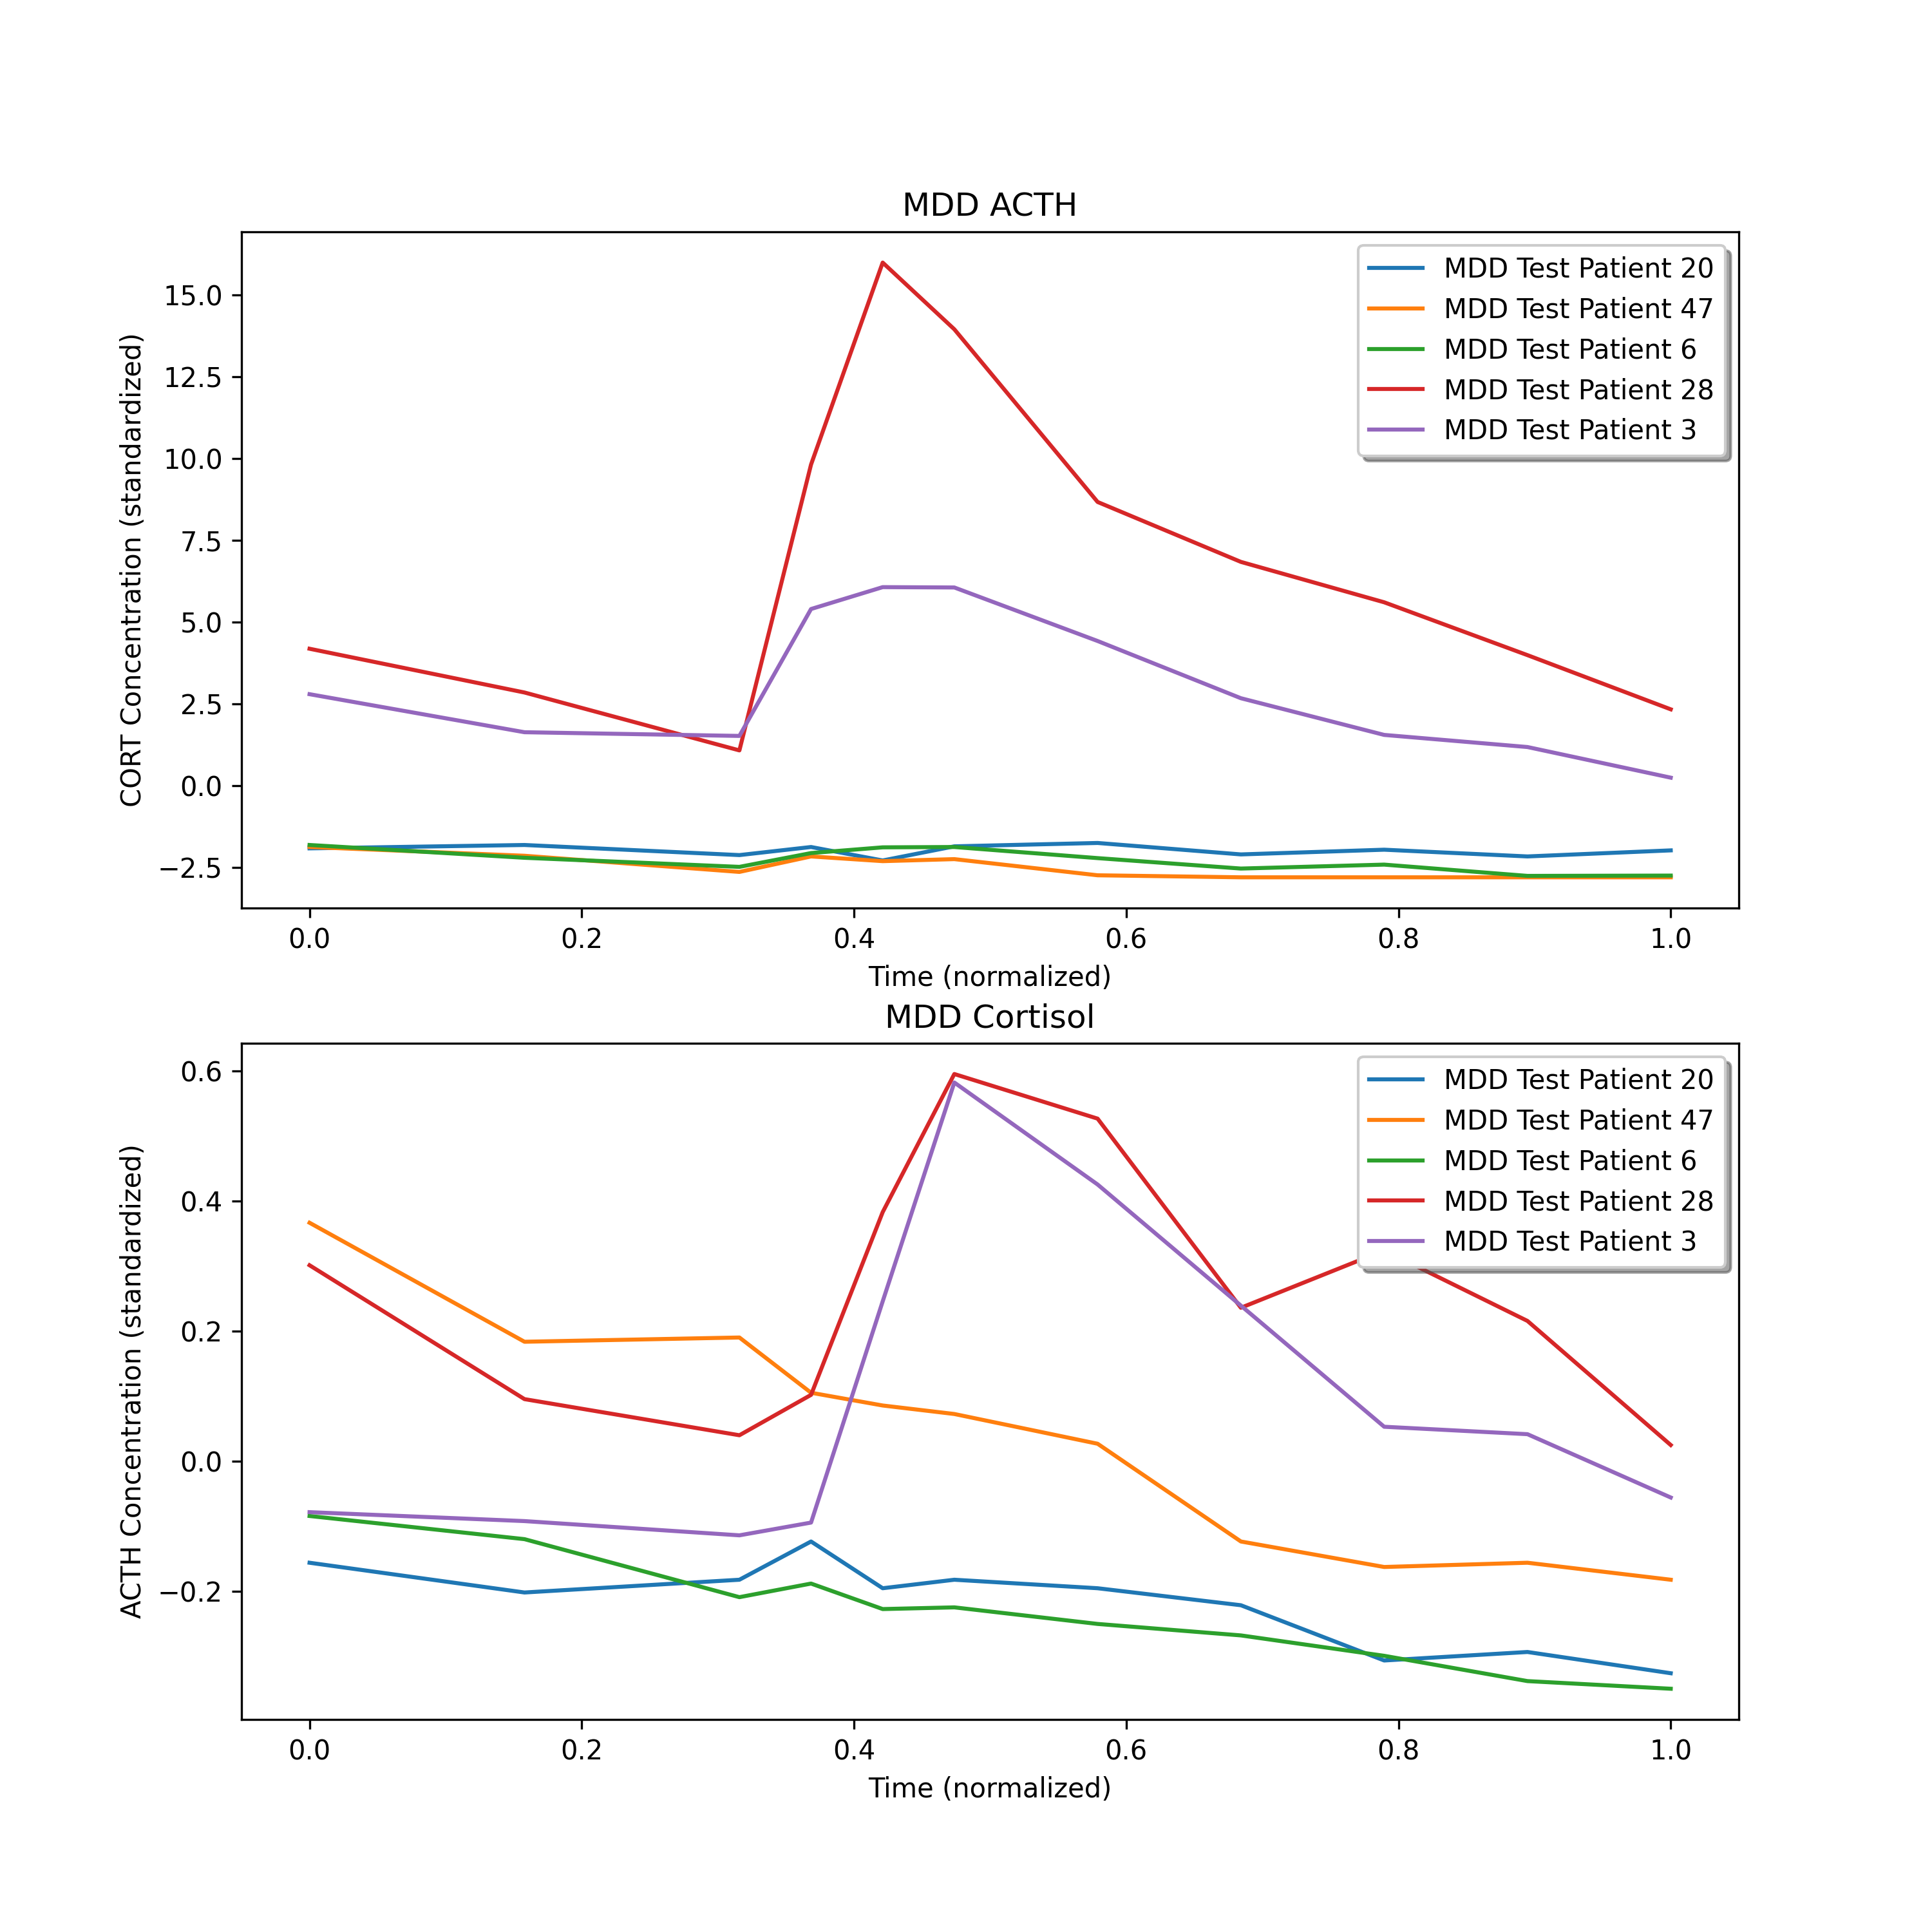 MDD ACTH
CORT Concentration (standardized)
15.0
12.5
10.0
7.5
5.0
2.5
0.0
−2.5
MDD Test Patient 20
MDD Test Patient 47
MDD Test Patient 6
MDD Test Patient 28
MDD Test Patient 3
0.0 0.2 0.4 0.6 0.8 1.0
Time (normalized)
MDD Cortisol
ACTH Concentration (standardized)
0.6
0.4
0.2
0.0
−0.2
MDD Test Patient 20
MDD Test Patient 47
MDD Test Patient 6
MDD Test Patient 28
MDD Test Patient 3
0.0 0.2 0.4 0.6 0.8 1.0
Time (normalized)